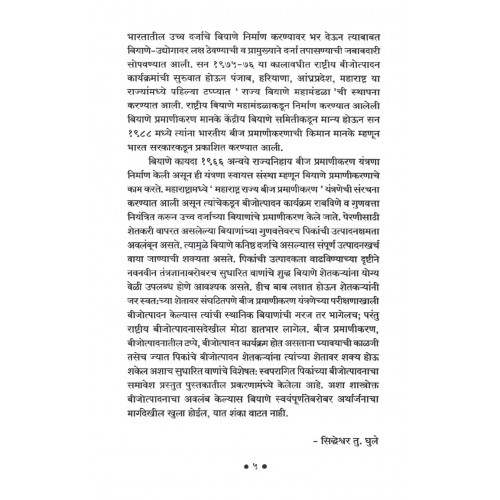 भारतातील उच्च दर्जाचे बियाणे निर्माण करण्यावर भर देऊन त्याबाबत
बियाणे–उद्योगावर लक्ष ठेवण्याची व प्रामुख्याने दर्जा तपासण्याची जबाबदारी
सोपवण्यात आली. सन १९७५–७६ या कालावधीत राष्ट्रीय बीजोत्पादन
कार्यक्रमांची सुरुवात होऊन पंजाब, हरियाणा, आंध्रप्रदेश, महाराष्ट्र या
राज्यांमध्ये पहिल्या टप्प्यात ' राज्य बियाणे महामंडळा 'ची स्थापना
करण्यात आली. राष्ट्रीय बियाणे महामंडळाकडून निर्माण करण्यात आलेली
बियाणे प्रमाणीकरण मानके केंद्रीय बियाणे समितीकडून मान्य होऊन सन
१९८८ मध्ये त्यांना भारतीय बीज प्रमाणीकरणाची किमान मानके म्हणून
भारत सरकारकडून प्रकाशित करण्यात आली.
बियाणे कायदा १९६६ अन्वये राज्यनिहाय बीज प्रमाणीकरण यंत्रणा
निर्माण केली असून ही यंत्रणा स्वायत्त संस्था म्हणून बियाणे प्रमाणीकरणाचे
काम करते. महाराष्ट्रामध्ये ' महाराष्ट्र राज्य बीज प्रमाणीकरण ' यंत्रणेची संरचना
करण्यात आली असून त्यांचेकडून बीजोत्पादन कार्यक्रम राबविणे व गुणवत्ता
नियंत्रित करुन उच्च दर्जाच्या बियाणांचे प्रमाणीकरण केले जाते. पेरणीसाठी
शेतकरी वापरत असलेल्या बियाणांच्या गुणवत्तेवरच पिकांची उत्पादनक्षमता
अवलंबून असते. त्यामुळे बियाणे कनिष्ठ दर्जाचे असल्यास संपूर्ण उत्पादनखर्च
वाया जाण्याची शक्यता असते. पिकांची उत्पादकता वाढविण्याच्या दृष्टीने
नवनवीन तंत्रज्ञानाबरोबरच सुधारित वाणांचे शुद्ध बियाणे शेतकऱ्यांना योग्य
वेळी उपलब्ध होणे आवश्यक असते. हीच बाब लक्षात होऊन शेतकऱ्यांनी
जर स्वत:च्या शेतावर संघटितपणे बीज प्रमाणीकरण यंत्रणेच्या परीक्षणाखाली
बीजोत्पादन केल्यास त्यांची स्थानिक बियाणांची गरज तर भागेलच; परंतु
राष्ट्रीय बीजोत्पादनासदेखील मोठा हातभार लागेल. बीज प्रमाणीकरण,
बीजोत्पादनातील टप्पे, बीजोत्पादन कार्यक्रम होत असताना घ्यावयाची काळजी
तसेच ज्यात पिकांचे बीजोत्पादन शेतकऱ्यांना त्यांच्या शेतावर शक्य होऊ
शकेल अशाच सुधारित वाणांचे विशेषत: स्वपरागित पिकांच्या बीजोत्पादनाचा
समावेश प्रस्तुत पुस्तकातील प्रकरणामंध्ये केलेला आहे. अशा शास्त्रोक्त
बीजोत्पादनाचा अवलंब केल्यास बियाणे स्वयंपूर्णतेबरोबर अर्थार्जनाचा
मार्गदेखील खुला होईल, यात शंका वाटत नाही.
– सिद्धेश्वर तु. घुले
● ५ ●